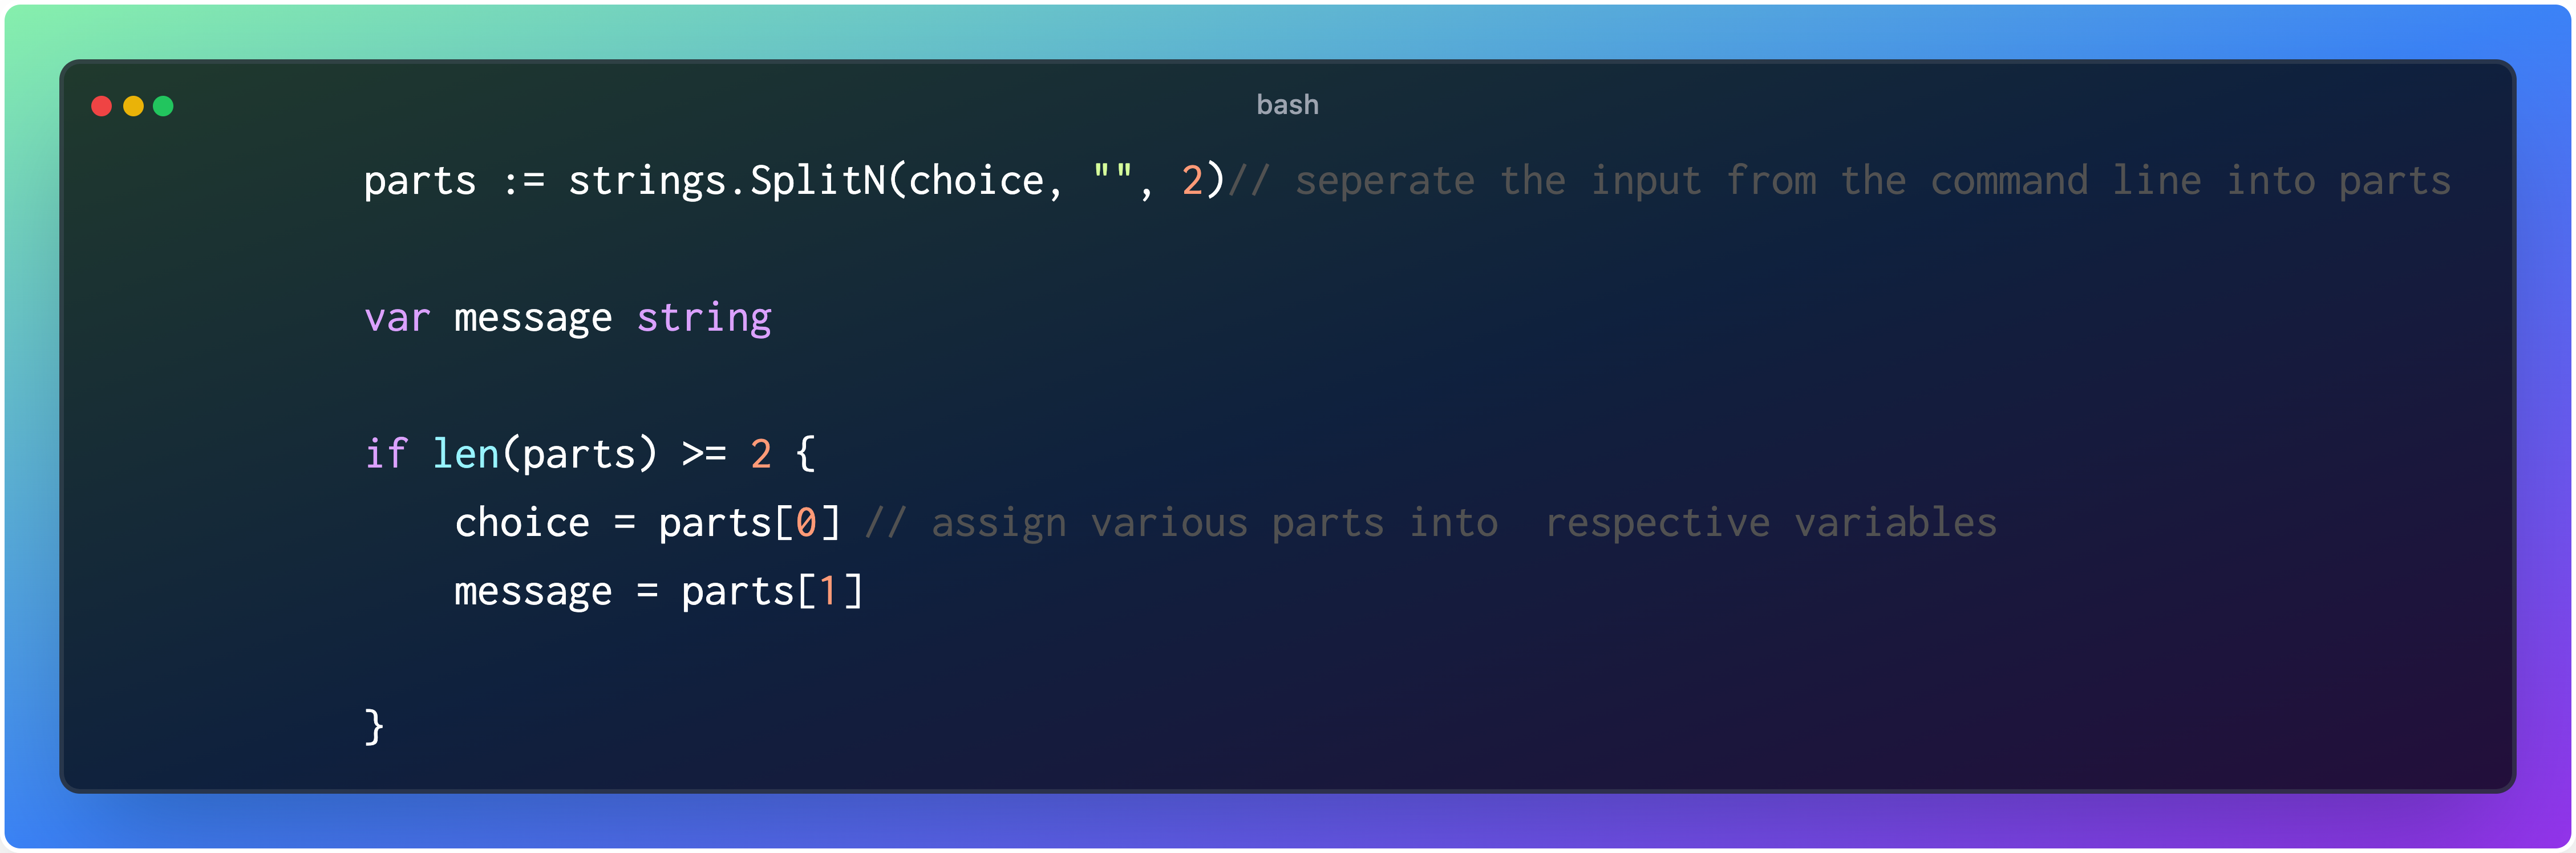 bash
parts := strings.SplitN(choice, "", 2)// seperate the input from the command line into parts
var message string
if len(parts) >= 2 {
choice = parts[0] // assign various parts into  respective variables
message = parts[1]
}